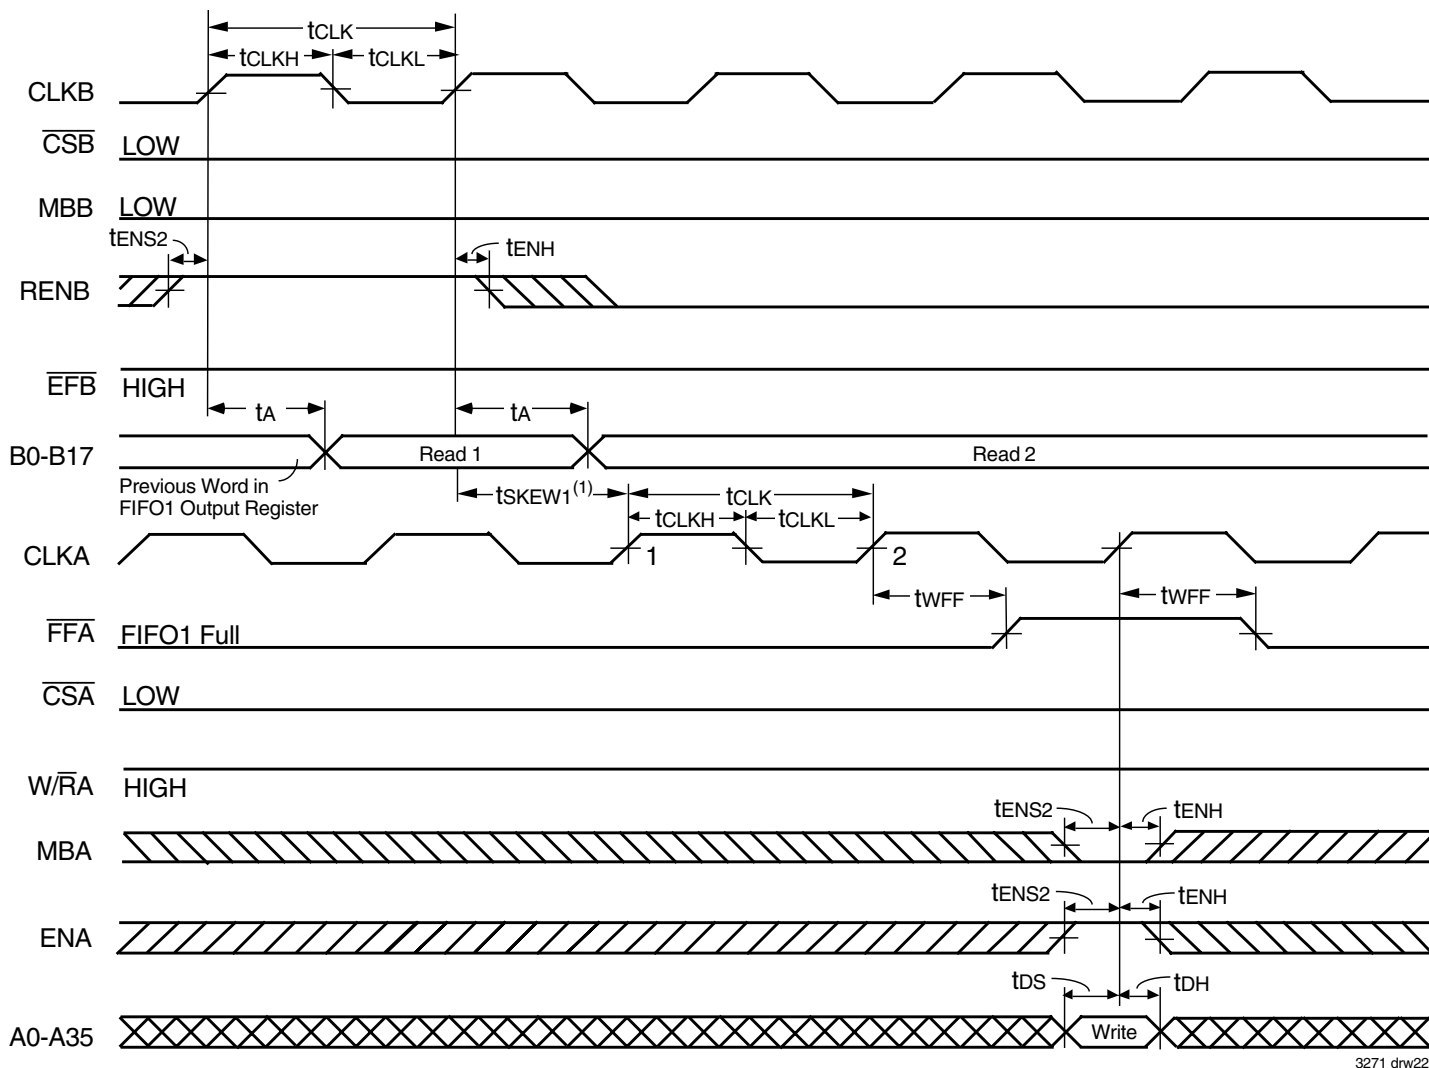 tCLK
tCLKH tCLKL
CLKB
CSB LOW
MBB LOW
tENS2 tENH
RENB
EFB HIGH
tA tA
B0-B17 Read 1 Read 2
Previous Word in
FIFO1 Output Register
tSKEW1(1) tCLK
tCLKH tCLKL
CLKA 1 2
tWFF tWFF
FFA FIFO1 Full
CSA LOW
W/RA HIGH
tENS2 tENH
MBA
tENS2 tENH
ENA
tDS tDH
A0-A35 Write
3271 drw22